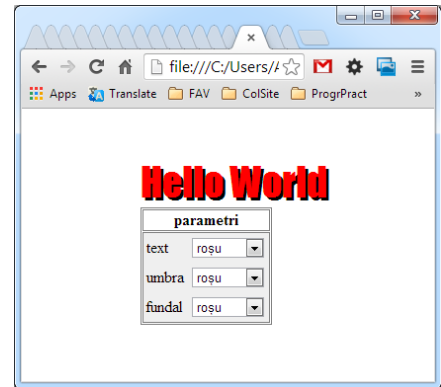 file:///C:/Users/A
Apps Translate FAV ColSite ProgrPract »
Hello World
parametri
text roșu
umbra roșu
fundal roșu